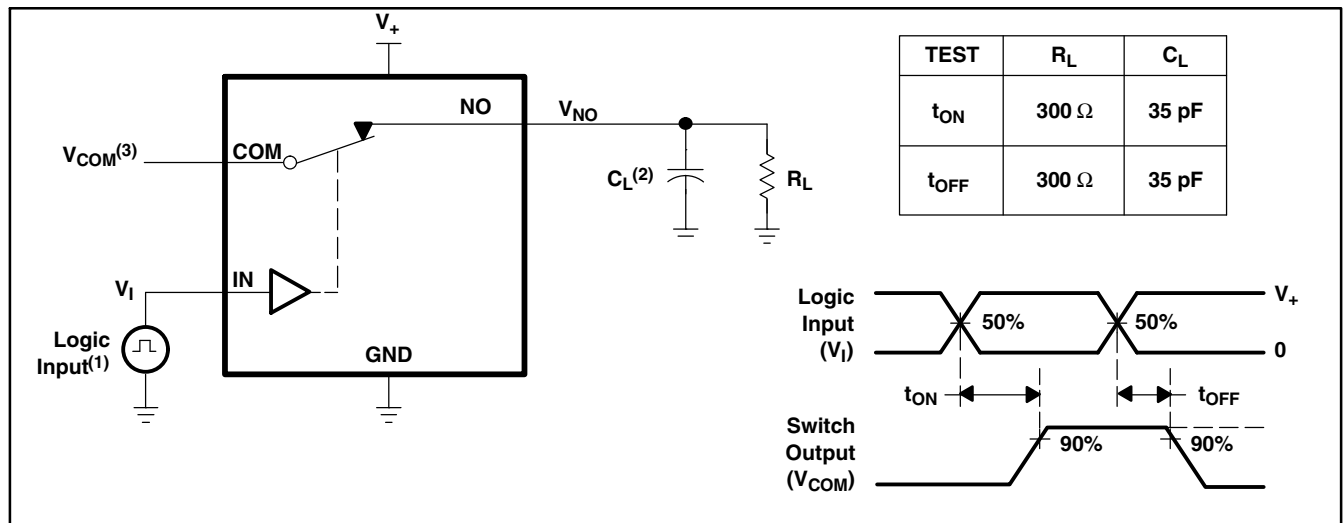 V+
NO
VNO
VCOM(3)
COM
CL(2)
RL
VI
IN
Logic
Input(1)
GND
TEST RL CL
tON 300 Ω 35 pF
tOFF 300 Ω 35 pF
Logic
Input
(VI)
50%
50%
V+
0
tON
tOFF
Switch
Output
(VCOM)
90%
90%